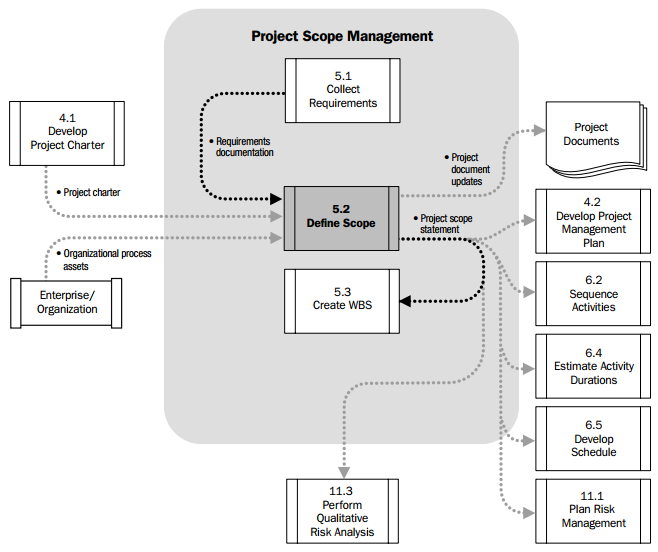 Project Scope Management
5.1
Collect
Requirements
4.1
Develop
Project Charter
• Requirements
documentation
• Project charter
• Project
document
updates
Project
Documents
5.2
Define Scope
• Project scope
statement
4.2
Develop Project
Management
Plan
• Organizational process
assets
Enterprise/
Organization
5.3
Create WBS
6.2
Sequence
Activities
6.4
Estimate Activity
Durations
6.5
Develop
Schedule
11.3
Perform
Qualitative
Risk Analysis
11.1
Plan Risk
Management